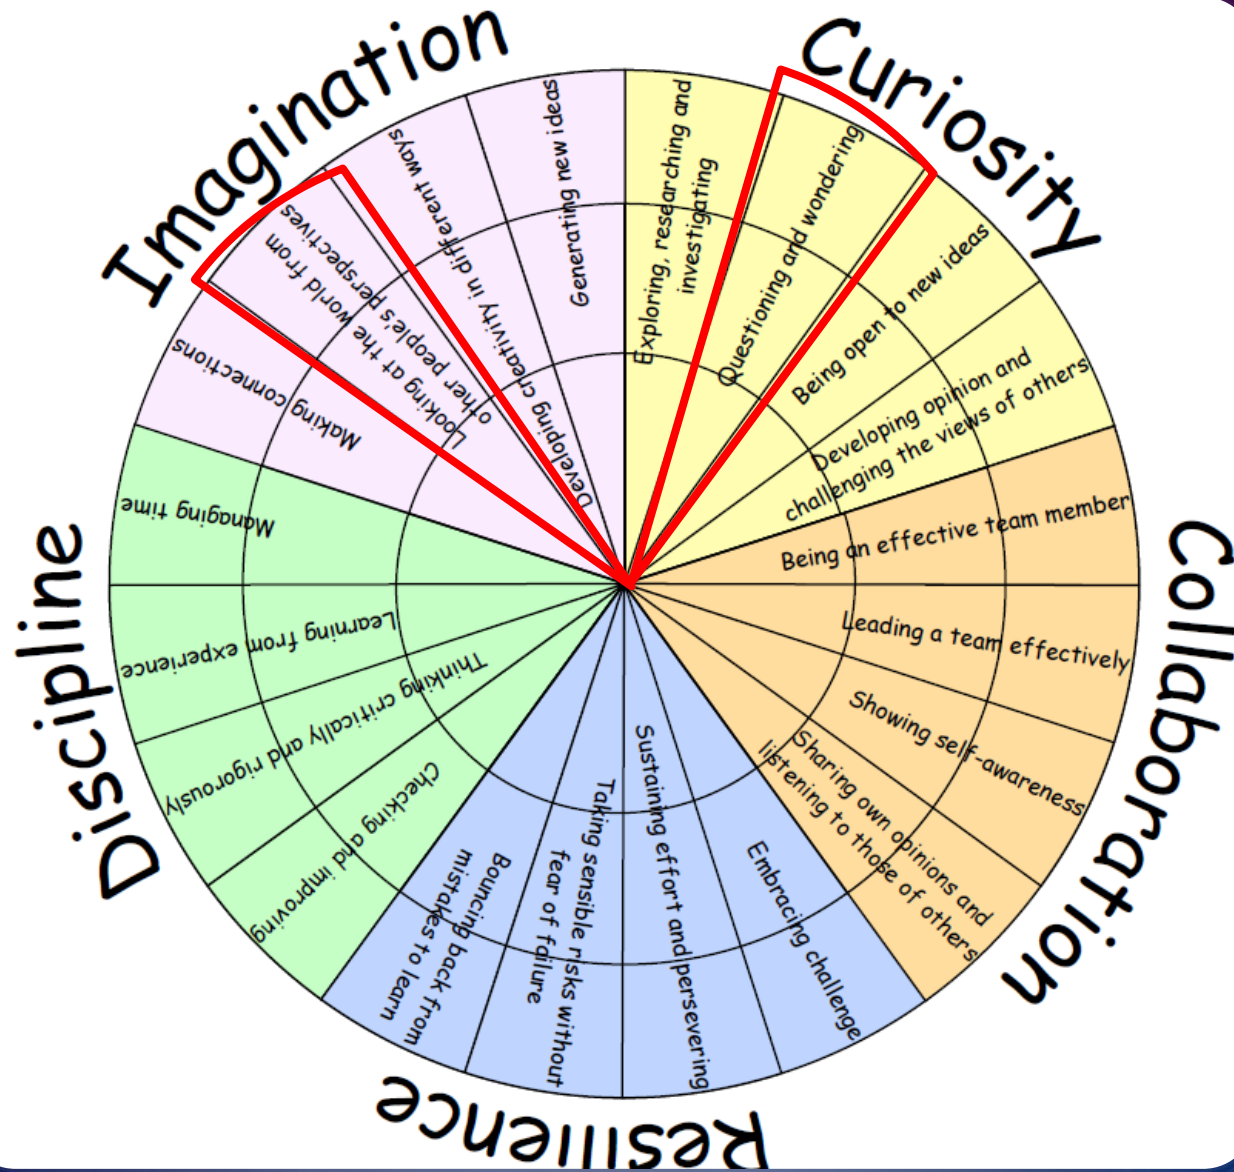 Curiosity
Exploring, researching and
investigating
Questioning and wondering
Being open to new ideas
Developing opinion and
challenging the views of others
Collaboration
Being an effective team member
Leading a team effectively
Showing self-awareness
Sharing own opinions and
listening to those of others
Resilience
Embracing challenge
Sustaining effort and persevering
Taking sensible risks without
fear of failure
Bouncing back from
mistakes to learn
Discipline
Checking and improving
Thinking critically and rigorously
Learning from experience
Managing time
Imagination
Making connections
Looking at the world from
other people's perspectives
Developing creativity in different ways
Generating new ideas